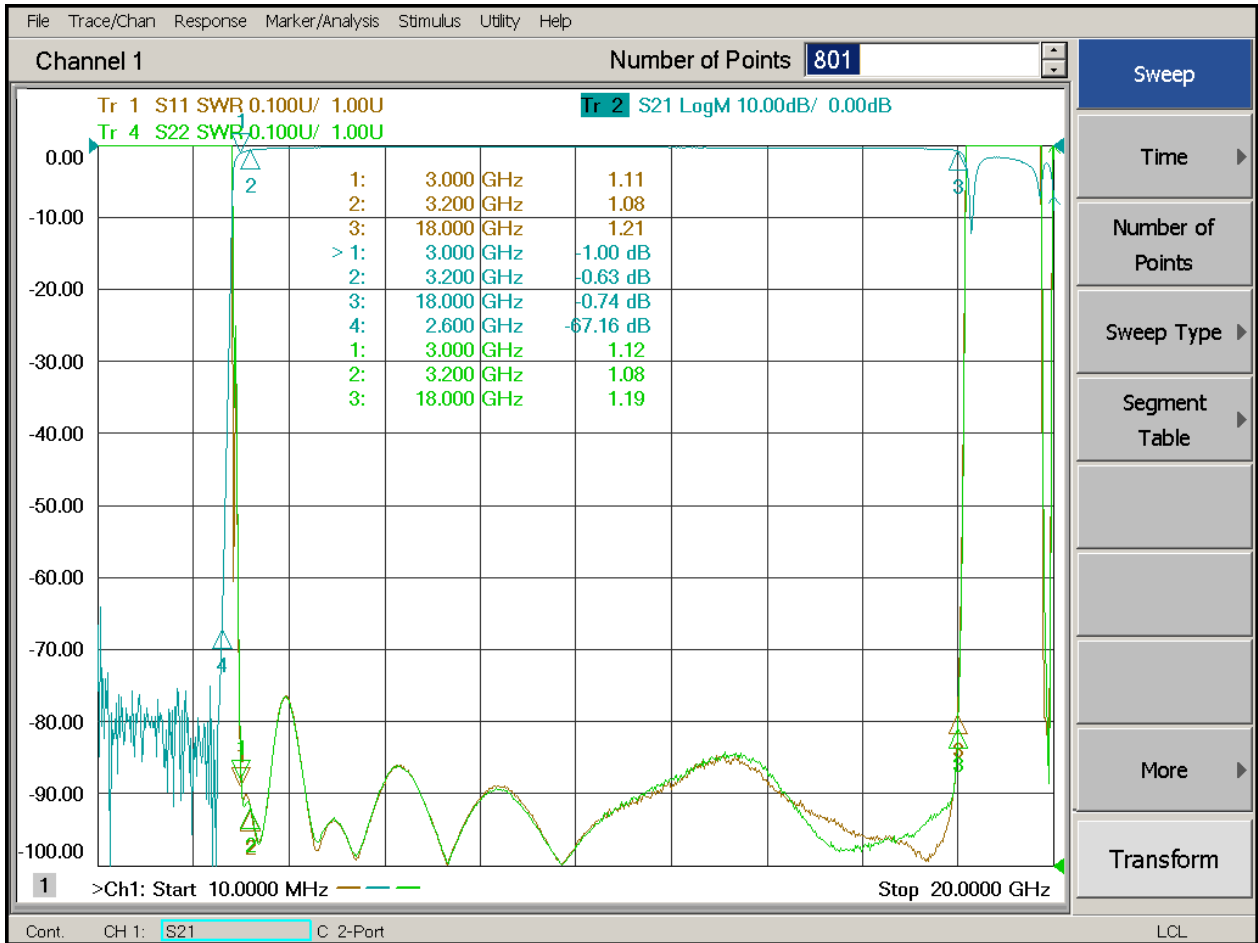 File Trace/Chan Response Marker/Analysis Stimulus Utility Help
Channel 1
Number of Points 801
Tr 1 S11 SWR 0.100U/ 1.00U
Tr 2 S21 LogM 10.00dB/ 0.00dB
Tr 4 S22 SWR 0.100U/ 1.00U
1: 3.000 GHz 1.11
2: 3.200 GHz 1.08
3: 18.000 GHz 1.21
> 1: 3.000 GHz -1.00 dB
2: 3.200 GHz -0.63 dB
3: 18.000 GHz -0.74 dB
4: 2.600 GHz -67.16 dB
1: 3.000 GHz 1.12
2: 3.200 GHz 1.08
3: 18.000 GHz 1.19
0.00
-10.00
-20.00
-30.00
-40.00
-50.00
-60.00
-70.00
-80.00
-90.00
-100.00
1
2
3
4
1
2
3
1 >Ch1: Start 10.0000 MHz
Stop 20.0000 GHz
Cont. CH 1: S21 C 2-Port LCL
Sweep
Time
Number of
Points
Sweep Type
Segment
Table
More
Transform